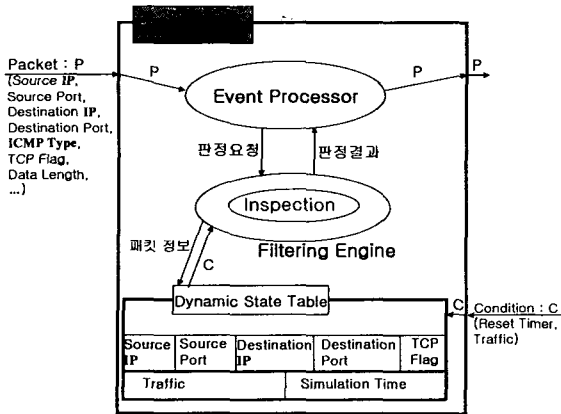 Packet : P
(Source IP,
Source Port,
Destination IP,
Destination Port,
ICMP Type,
TCP Flag,
Data Length,
...)
P
Event Processor
P
P
판정요청
판정결과
Inspection
Filtering Engine
패킷 정보
C
Dynamic State Table
C
Condition : C
(Reset Timer,
Traffic)
Source IP
Source Port
Destination IP
Destination Port
TCP Flag
Traffic
Simulation Time